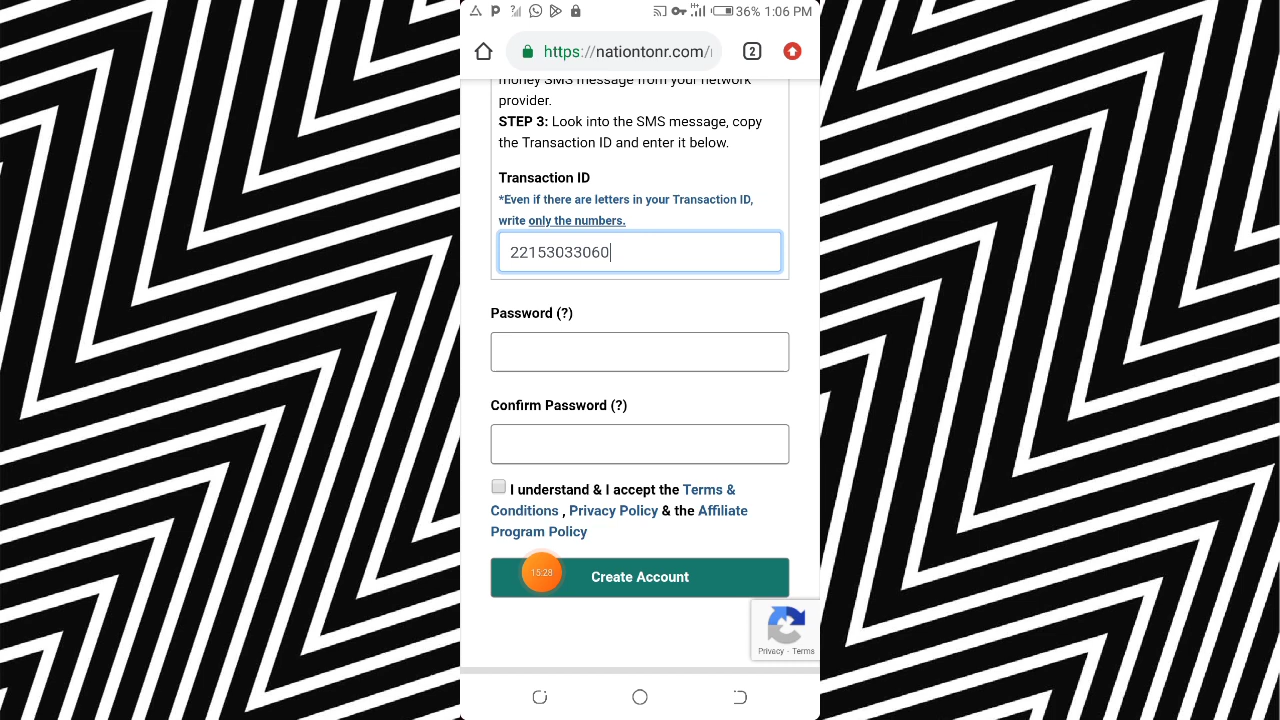 36% 1:06 PM
https://nationtonr.com/
2
money SMS message from your network
provider.
STEP 3: Look into the SMS message, copy
the Transaction ID and enter it below.
Transaction ID
*Even if there are letters in your Transaction ID,
write only the numbers.
22153033060
Password (?)
Confirm Password (?)
I understand & I accept the Terms &
Conditions , Privacy Policy & the Affiliate
Program Policy
15:28
Create Account
Privacy - Terms